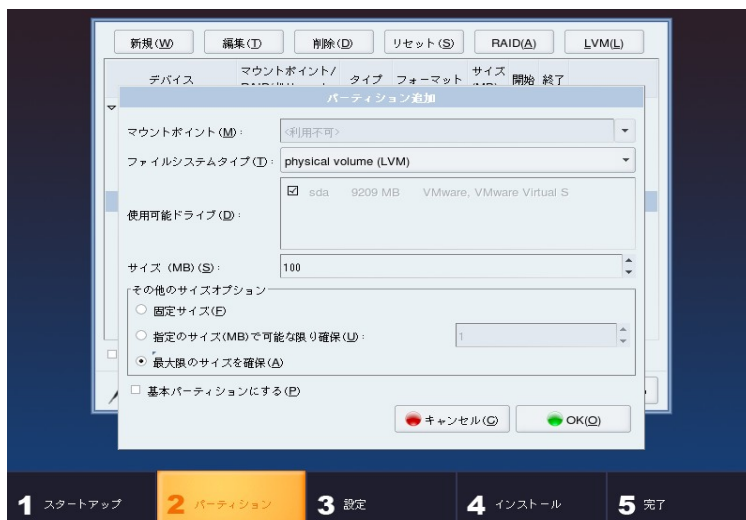 新規(W) 編集(T) 削除(D) リセット(S) RAID(A) LVM(L)
デバイス マウントポイント/ タイプ フォーマット サイズ 開始 終了
パーティション追加
マウントポイント(M): <利用不可>
ファイルシステムタイプ(T): physical volume (LVM)
使用可能ドライブ(D): sda 9209 MB VMware, VMware Virtual S
サイズ (MB)(S): 100
その他のサイズオプション
固定サイズ(F)
指定のサイズ(MB)で可能な限り確保(U): 1
最大限のサイズを確保(A)
基本パーティションにする(P)
キャンセル(C) OK(O)
1 スタートアップ 2 パーティション 3 設定 4 インストール 5 完了